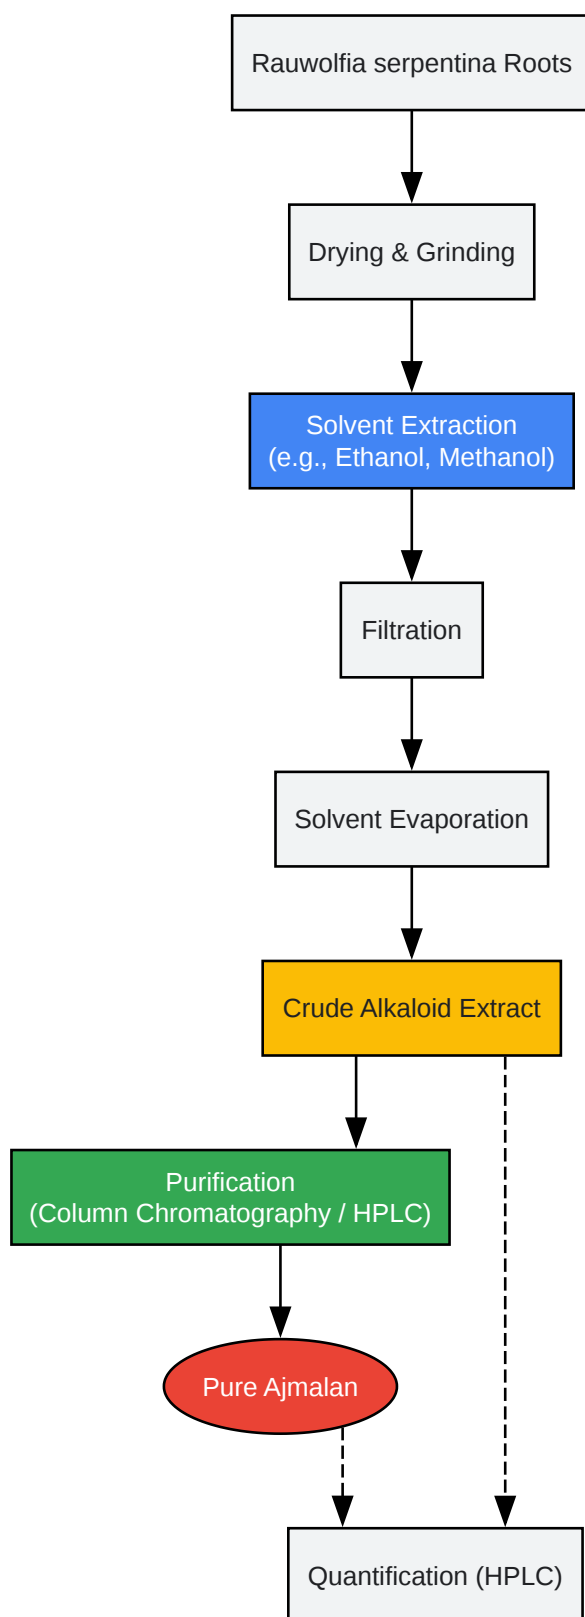 Rauwolfia serpentina Roots
Drying & Grinding
Solvent Extraction
(e.g., Ethanol, Methanol)
Filtration
Solvent Evaporation
Crude Alkaloid Extract
Purification
(Column Chromatography / HPLC)
Pure Ajmalan
Quantification (HPLC)